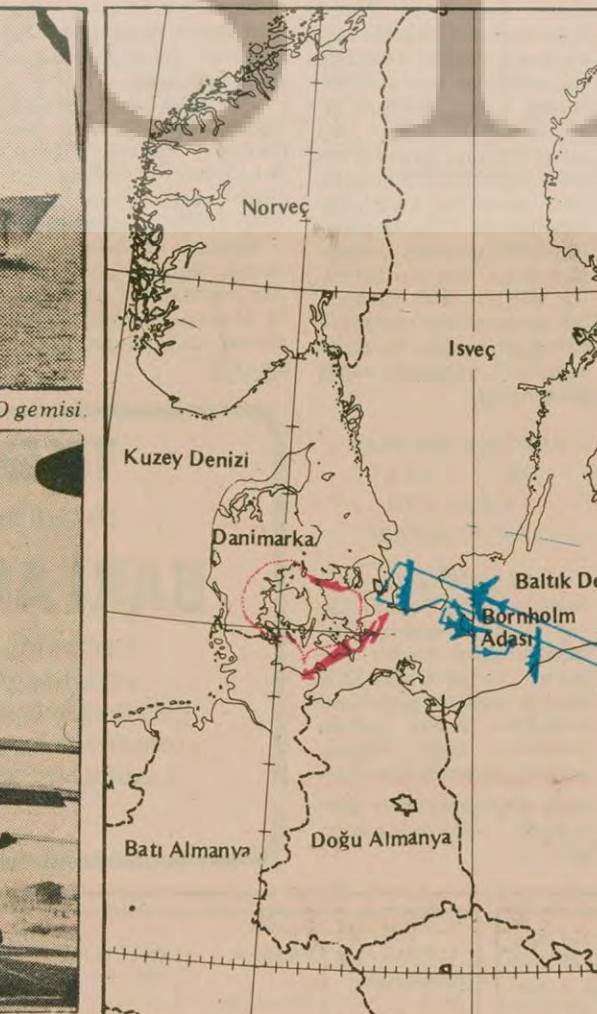 gemisi.
Norveç
Isveç
Kuzey Denizi
Danimarka
Baltık De
Bornholm
Adası
Batı Almanya
Doğu Almanya